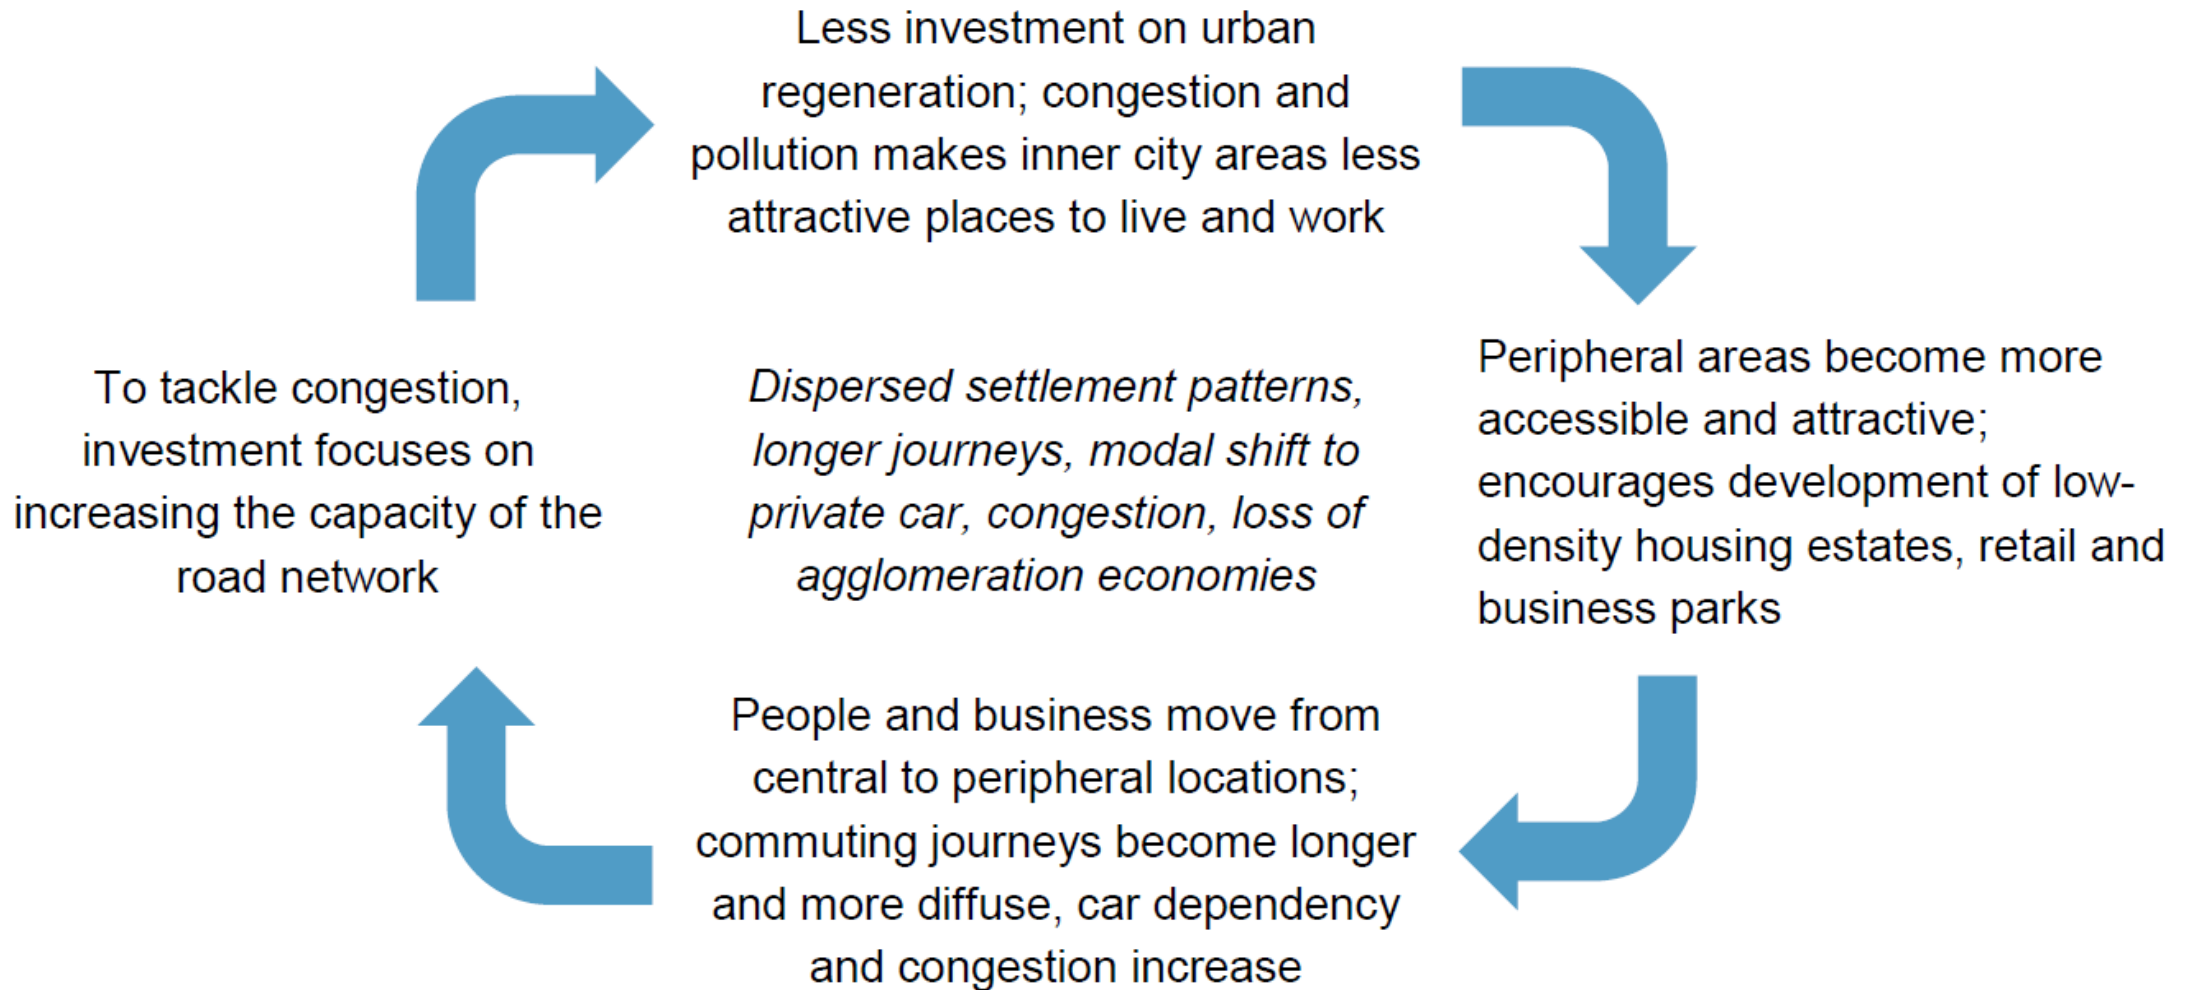 Less investment on urban
regeneration; congestion and
pollution makes inner city areas less
attractive places to live and work
Peripheral areas become more
accessible and attractive;
encourages development of low-
density housing estates, retail and
business parks
People and business move from
central to peripheral locations;
commuting journeys become longer
and more diffuse, car dependency
and congestion increase
To tackle congestion,
investment focuses on
increasing the capacity of the
road network
Dispersed settlement patterns,
longer journeys, modal shift to
private car, congestion, loss of
agglomeration economies